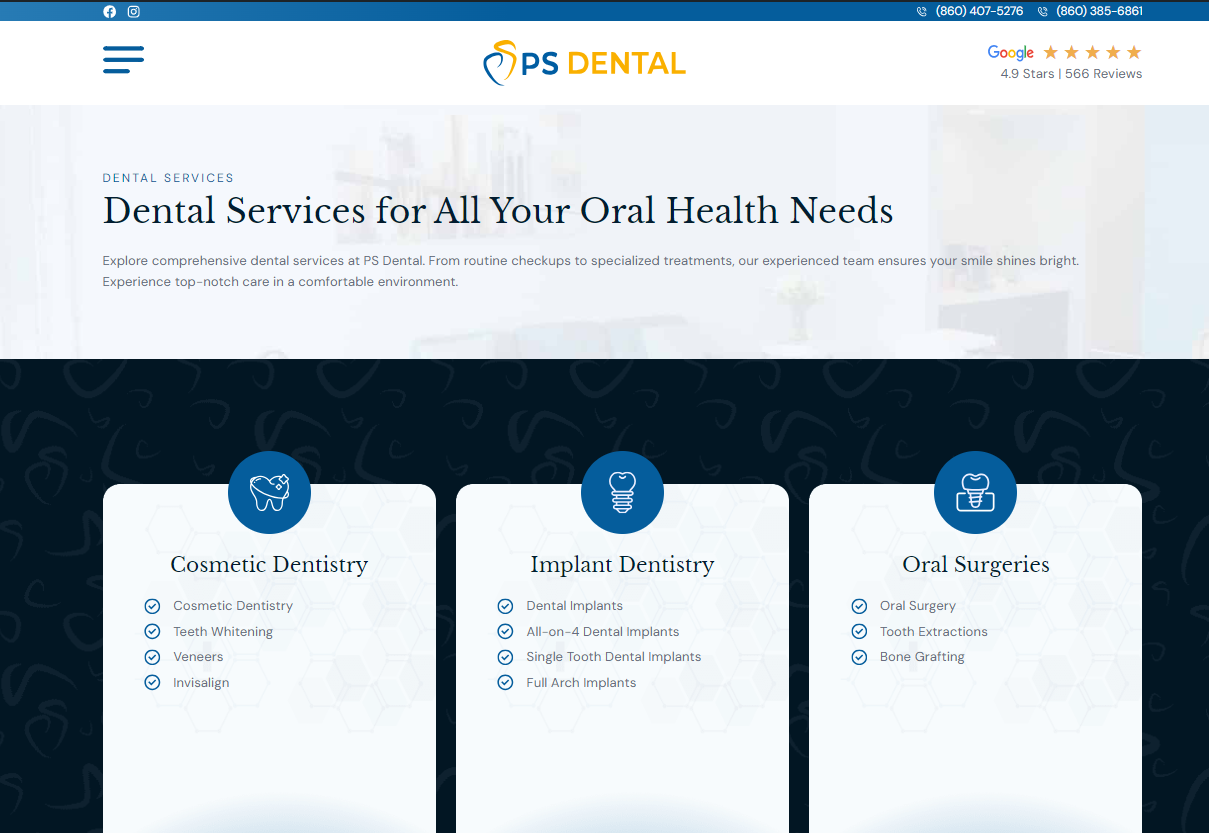 (860) 407-5276 (860) 385-6861
PS DENTAL
Google
4.9 Stars | 566 Reviews
DENTAL SERVICES
Dental Services for All Your Oral Health Needs
Explore comprehensive dental services at PS Dental. From routine checkups to specialized treatments, our experienced team ensures your smile shines bright.
Experience top-notch care in a comfortable environment.
Cosmetic Dentistry
Cosmetic Dentistry
Teeth Whitening
Veneers
Invisalign
Implant Dentistry
Dental Implants
All-on-4 Dental Implants
Single Tooth Dental Implants
Full Arch Implants
Oral Surgeries
Oral Surgery
Tooth Extractions
Bone Grafting